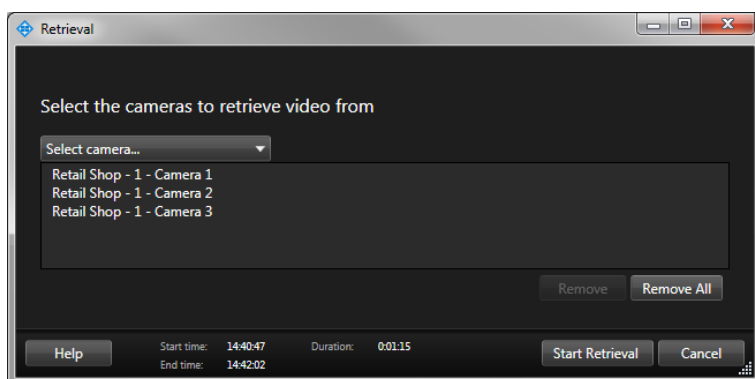 Retrieval
Select the cameras to retrieve video from
Select camera...
Retail Shop - 1 - Camera 1
Retail Shop - 1 - Camera 2
Retail Shop - 1 - Camera 3
Remove Remove All
Help Start time: 14:40:47 Duration: 0:01:15 Start Retrieval Cancel
End time: 14:42:02